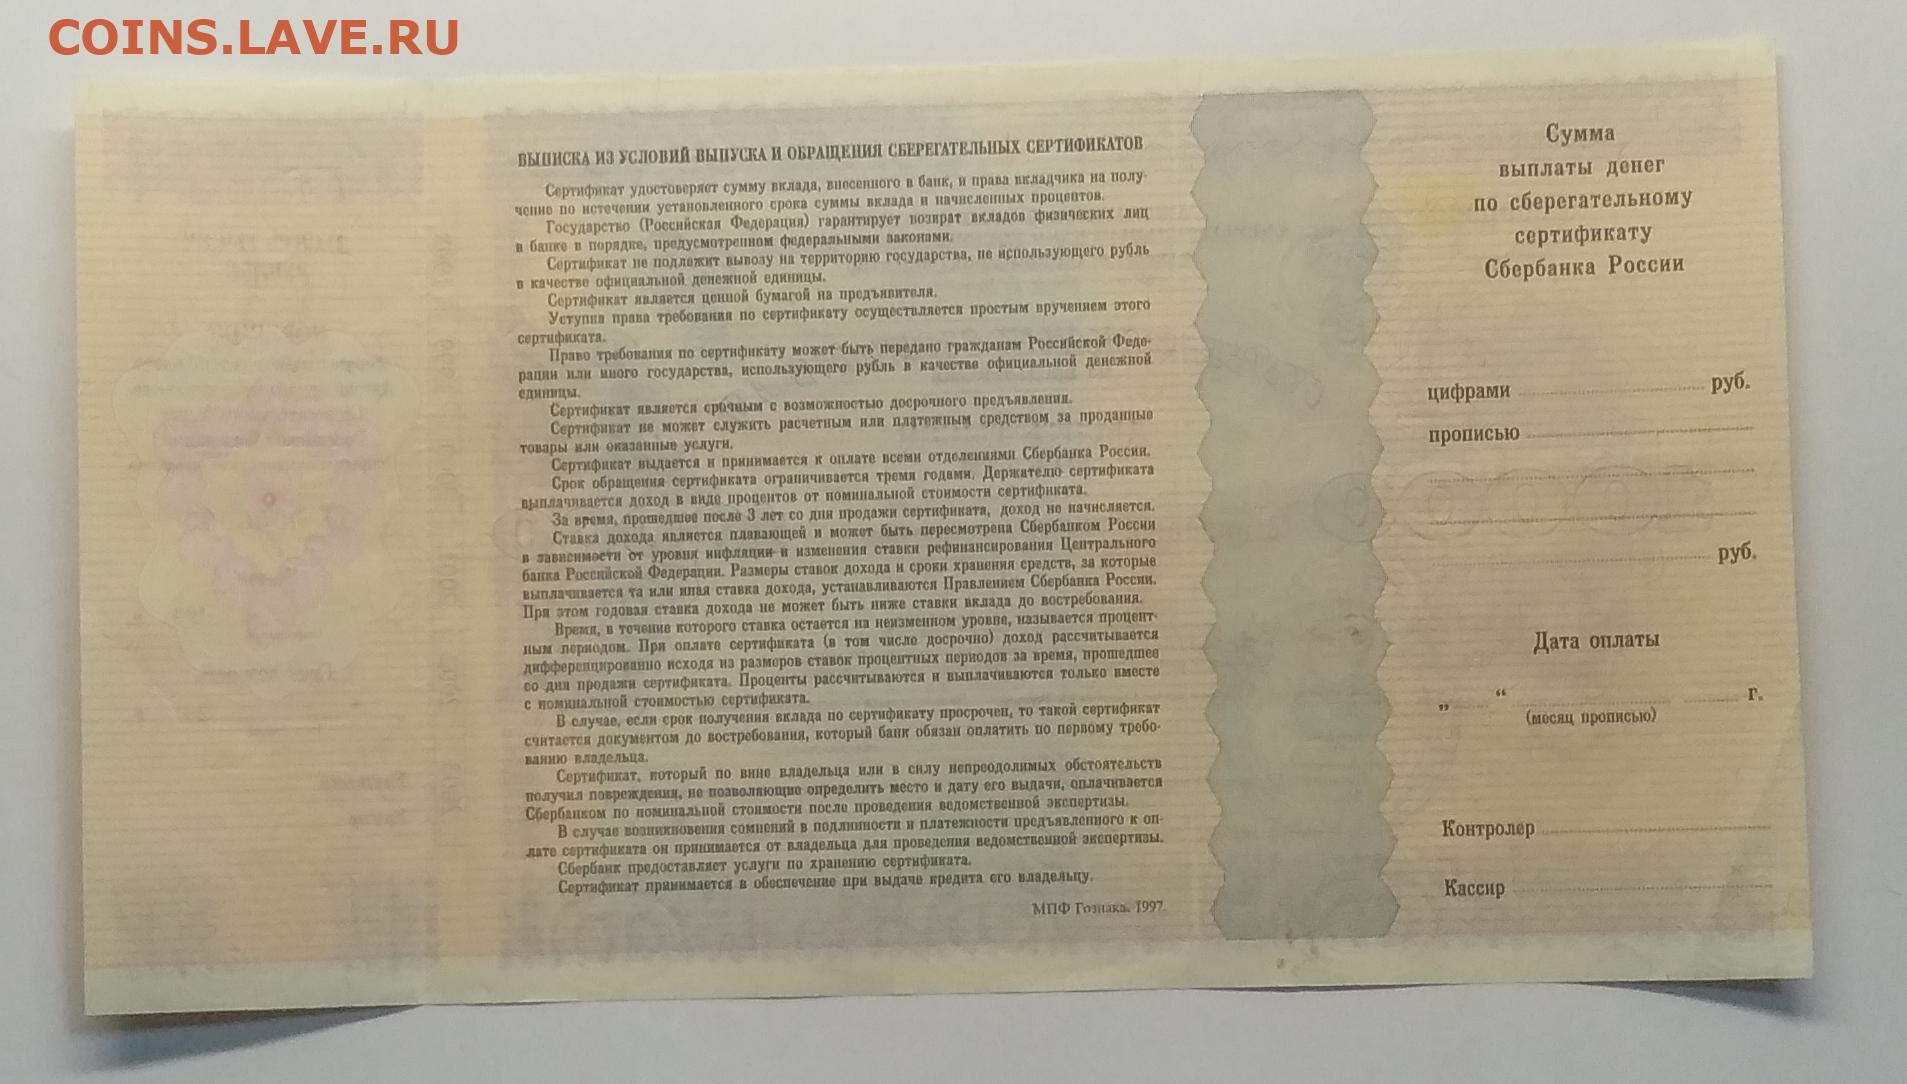 COINS.LAVE.RU
ВЫПИСКА ИЗ УСЛОВИЙ ВЫПУСКА И ОБРАЩЕНИЯ СБЕРЕГАТЕЛЬНЫХ СЕРТИФИКАТОВ
Сертификат удостоверяет сумму вклада, внесенного в банк, и права вкладчика на полу-
чение по истечении установленного срока суммы вклада и начисленных процентов.
Государство (Российская Федерация) гарантирует возврат вкладов физических лиц
в банке в порядке, предусмотренном федеральными законами.
Сертификат не подлежит вывозу на территорию государства, не использующего рубль
в качестве официальной денежной единицы.
Сертификат является ценной бумагой на предъявителя.
Уступка права требования по сертификату осуществляется простым вручением этого
сертификата.
Право требования по сертификату может быть передано гражданам Российской Феде-
рации или иного государства, использующего рубль в качестве официальной денежной
единицы.
Сертификат является срочным с возможностью досрочного предъявления.
Сертификат не может служить расчетным или платежным средством за проданные
товары или оказанные услуги.
Сертификат выдается и принимается к оплате всеми отделениями Сбербанка России.
Срок обращения сертификата ограничивается тремя годами. Держателю сертификата
выплачивается доход в виде процентов от номинальной стоимости сертификата.
За время, прошедшее после 3 лет со дня продажи сертификата, доход не начисляется.
Ставка дохода является плавающей и может быть пересмотрена Сбербанком России
в зависимости от уровня инфляции и изменения ставки рефинансирования Центрального
банка Российской Федерации. Размеры ставок дохода и сроки хранения средств, за которые
выплачивается та или иная ставка дохода, устанавливаются Правлением Сбербанка России.
При этом годовая ставка дохода не может быть ниже ставки вклада до востребования.
Время, в течение которого ставка остается на неизменном уровне, называется процент-
ным периодом. При оплате сертификата (в том числе досрочно) доход рассчитывается
дифференцированно исходя из размеров ставок процентных периодов за время, прошедшее
со дня продажи сертификата. Проценты рассчитываются и выплачиваются только вместе
с номинальной стоимостью сертификата.
В случае, если срок получения вклада по сертификату просрочен, то такой сертификат
считается документом до востребования, который банк обязан оплатить по первому требо-
ванию владельца.
Сертификат, который по вине владельца или в силу непреодолимых обстоятельств
получил повреждения, не позволяющие определить место и дату его выдачи, оплачивается
Сбербанком по номинальной стоимости после проведения ведомственной экспертизы.
В случае возникновения сомнений в подлинности и платежности предъявленного к оп-
лате сертификата он принимается от владельца для проведения ведомственной экспертизы.
Сбербанк предоставляет услуги по хранению сертификата.
Сертификат принимается в обеспечение при выдаче кредита его владельцу.
МПФ Гознака. 1997.
Сумма
выплаты денег
по сберегательному
сертификату
Сбербанка России
цифрами руб.
прописью
руб.
Дата оплаты
„ “ г.
(месяц прописью)
Контролер
Кассир